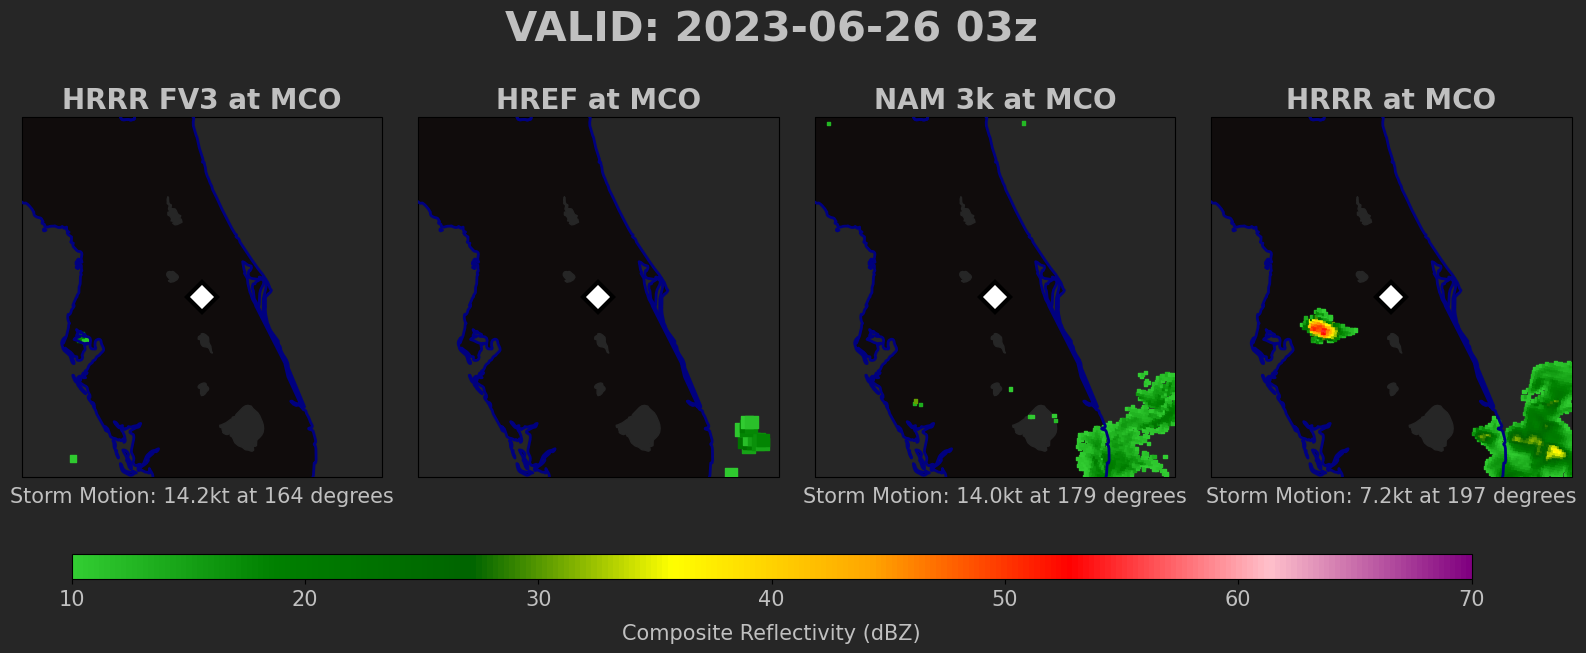 VALID: 2023-06-26 03z
HRRR FV3 at MCO
HREF at MCO
NAM 3k at MCO
HRRR at MCO
Storm Motion: 14.2kt at 164 degrees
Storm Motion: 14.0kt at 179 degrees
Storm Motion: 7.2kt at 197 degrees
10 20 30 40 50 60 70
Composite Reflectivity (dBZ)